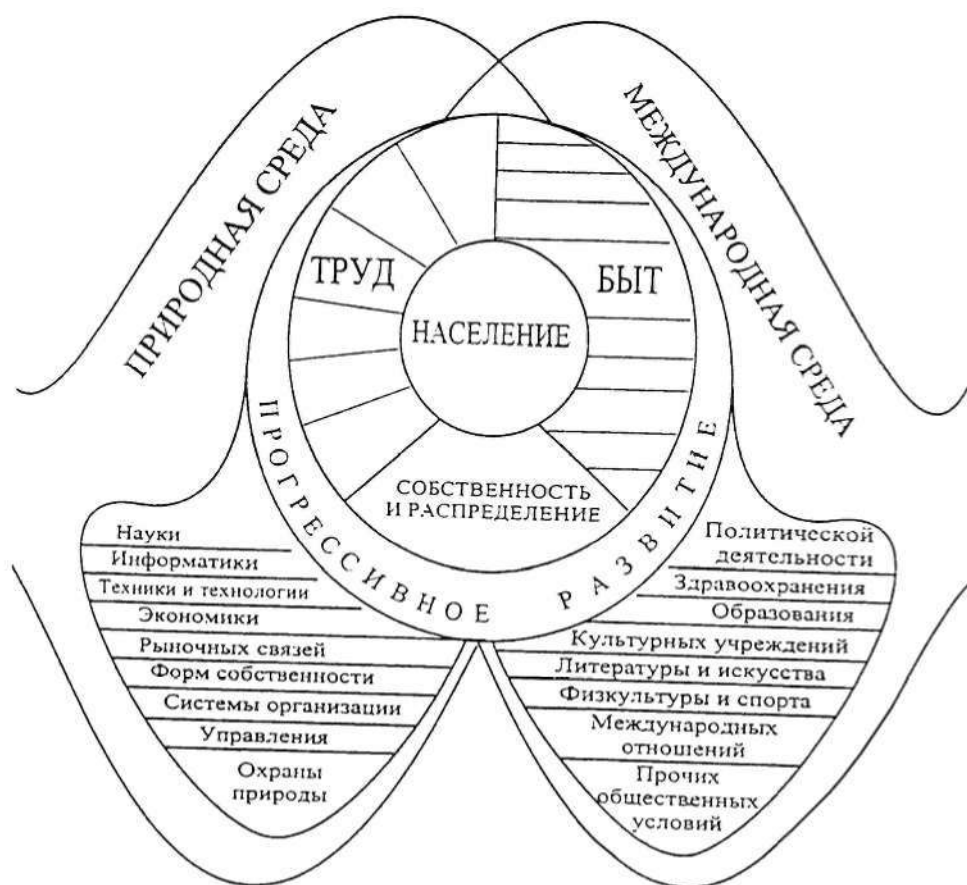 ПРИРОДНАЯ СРЕДА
МЕЖДУНАРОДНАЯ СРЕДА
ТРУД
БЫТ
НАСЕЛЕНИЕ
СОБСТВЕННОСТЬ
И РАСПРЕДЕЛЕНИЕ
ПРОГРЕССИВНОЕ РАЗВИТИЕ
Науки
Информатики
Техники и технологии
Экономики
Рыночных связей
Форм собственности
Системы организации
Управления
Охраны
природы
Политической
деятельности
Здравоохранения
Образования
Культурных учреждений
Литературы и искусства
Физкультуры и спорта
Международных
отношений
Прочих
общественных
условий